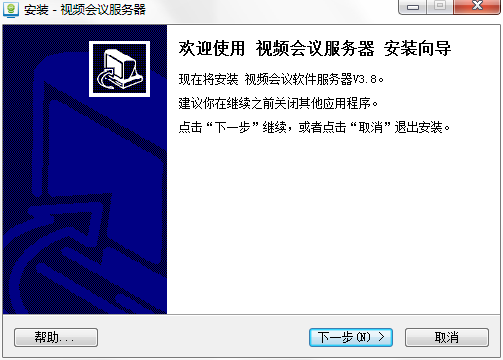 安装 - 视频会议服务器
欢迎使用 视频会议服务器 安装向导
现在将安装 视频会议软件服务器V3.8。
建议你在继续之前关闭其他应用程序。
点击“下一步”继续，或者点击“取消”退出安装。
帮助...
下一步(N) >
取消